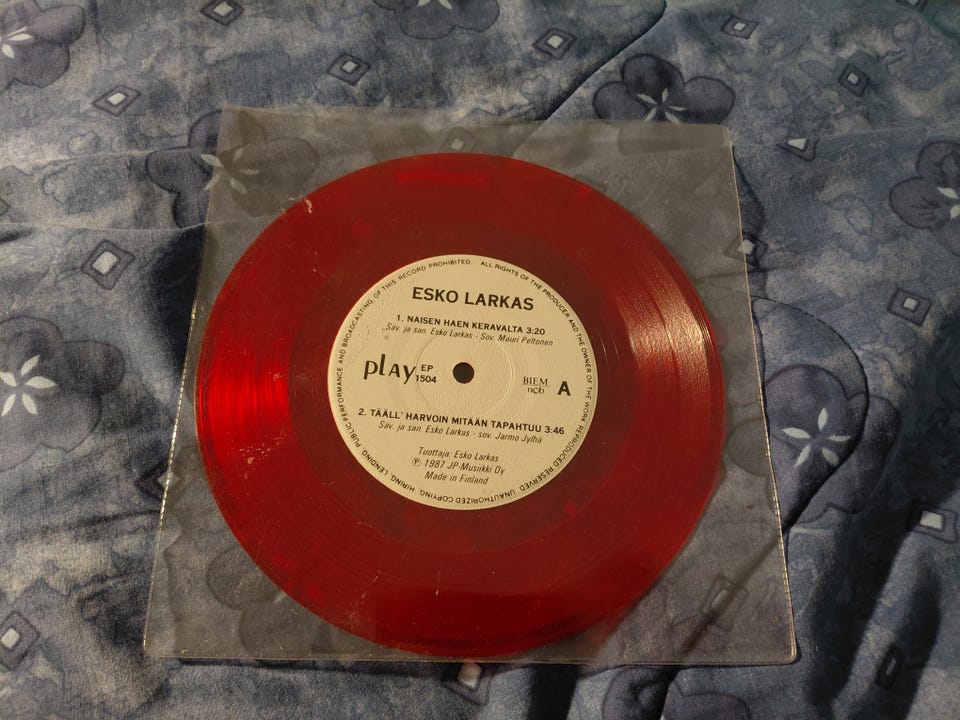 ALL RIGHTS OF THE PRODUCER AND THE OWNER OF THE WORK REPRODUCED RESERVED. UNAUTHORIZED COPYING, HIRING, LENDING, PUBLIC PERFORMANCE AND BROADCASTING OF THIS RECORD PROHIBITED.
ESKO LARKAS
1. NAISEN HAEN KERAVALTA 3:20
Säv. ja san. Esko Larkas - Sov. Mauri Peltonen
play EP
1504
BIEM
ncb
A
2. TÄÄLL' HARVOIN MITÄÄN TAPAHTUU 3:46
Säv. ja san. Esko Larkas - sov. Jarmo Jylhä
Tuottaja: Esko Larkas
℗ 1987 JP-Musiikki Oy
Made in Finland